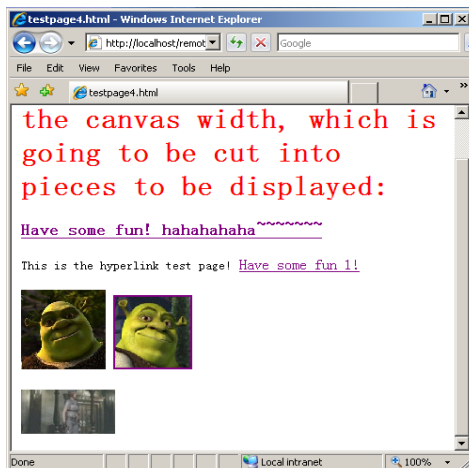 testpage4.html - Windows Internet Explorer
http://localhost/remot
Google
File Edit View Favorites Tools Help
testpage4.html
the canvas width, which is
going to be cut into
pieces to be displayed:
Have some fun! hahahahaha~~~~~~~
This is the hyperlink test page! Have some fun 1!
Done Local intranet 100%